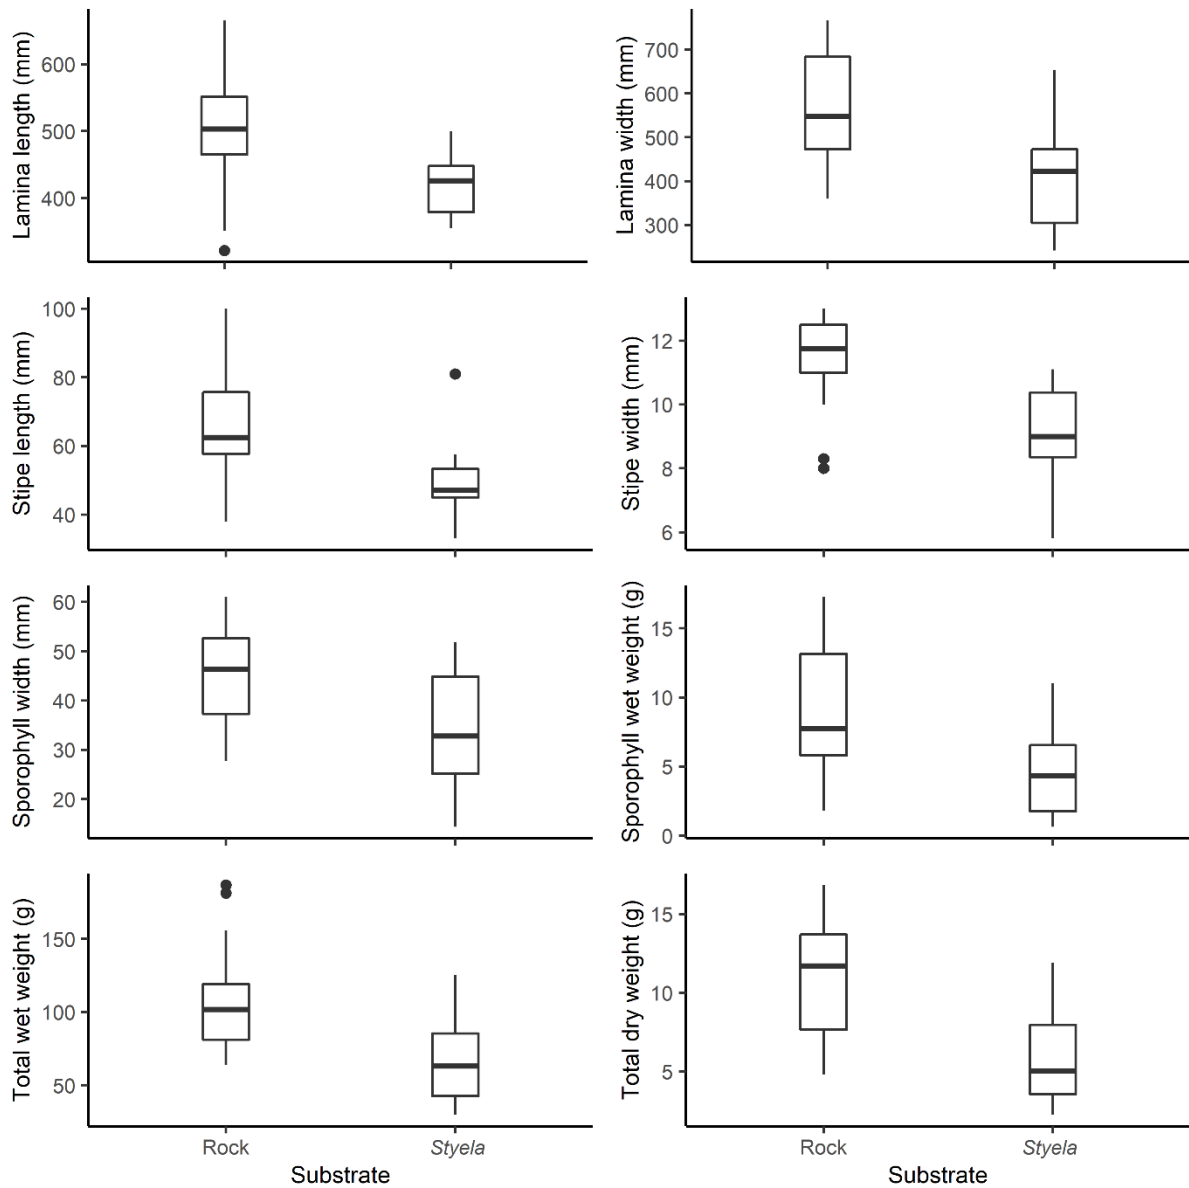 Lamina length (mm)
600
500
400
Lamina width (mm)
700
600
500
400
300
Stipe length (mm)
100
80
60
40
Stipe width (mm)
12
10
8
6
Sporophyll width (mm)
60
50
40
30
20
Sporophyll wet weight (g)
15
10
5
0
Total wet weight (g)
150
100
50
Rock
Styela
Substrate
Total dry weight (g)
15
10
5
Rock
Styela
Substrate